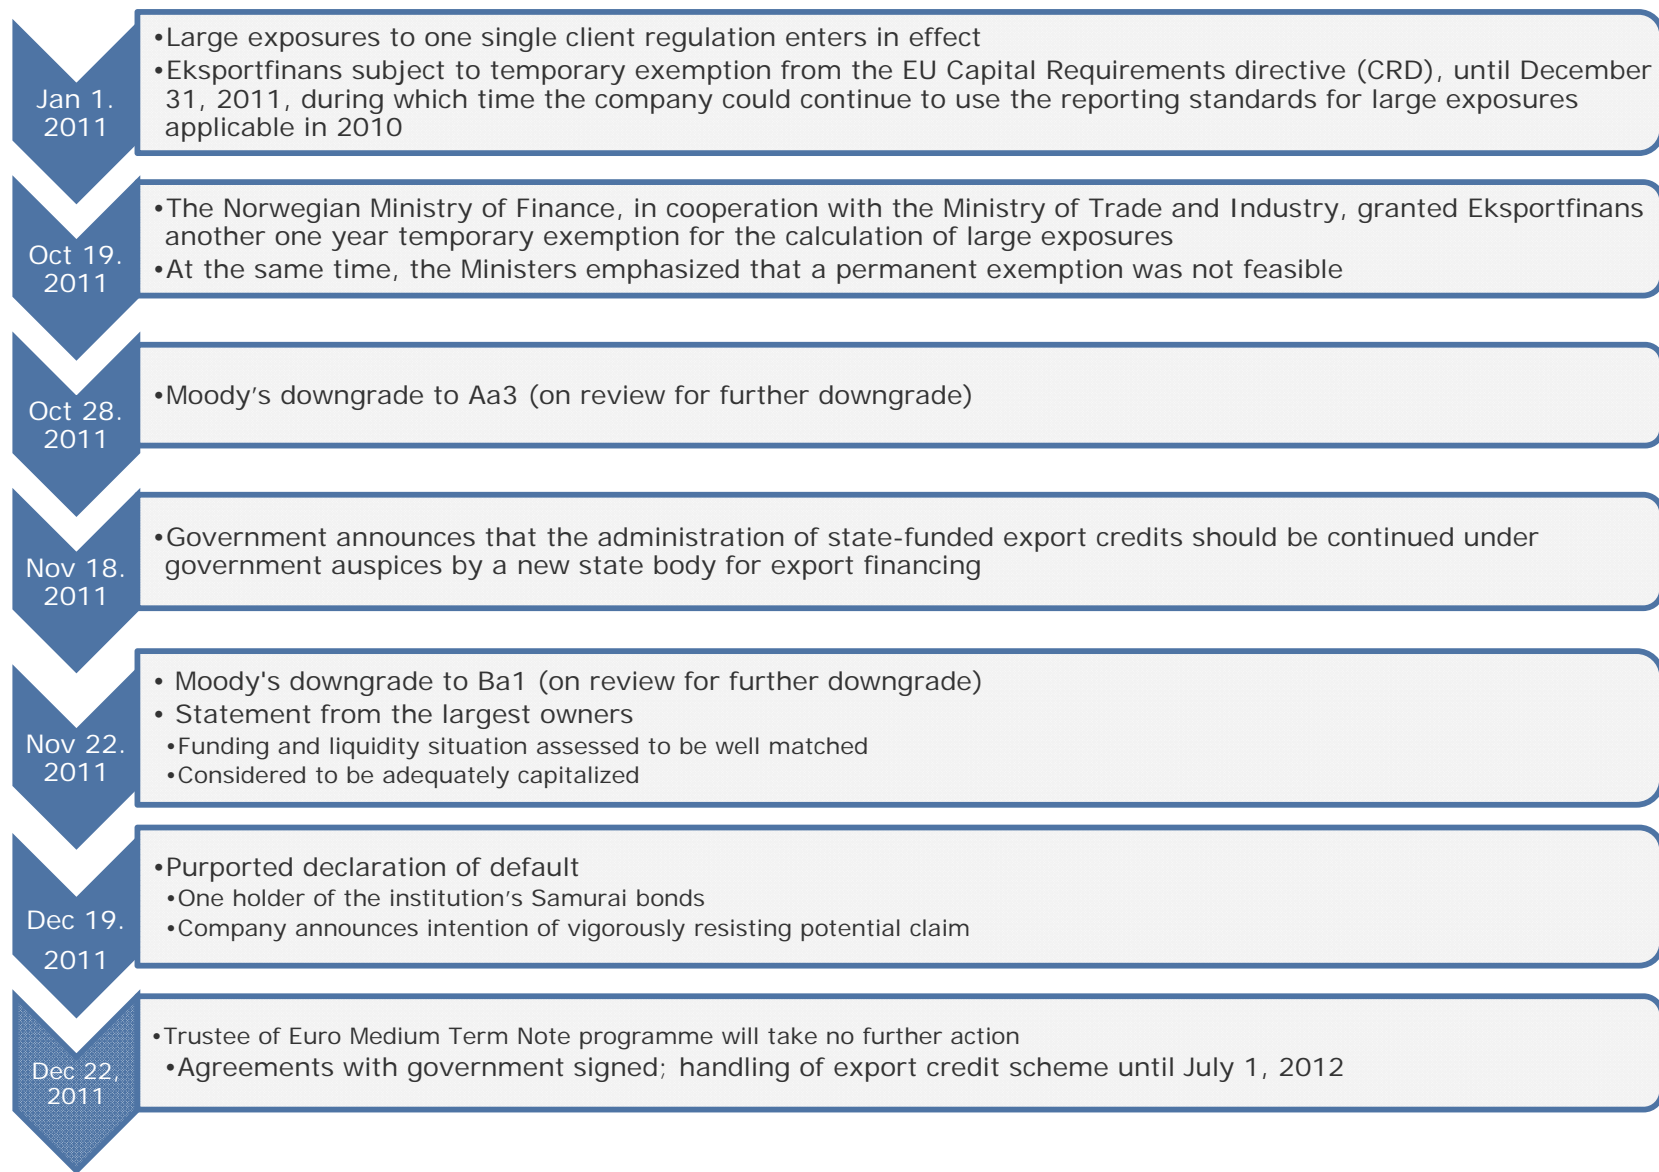 Jan 1.
2011
•Large exposures to one single client regulation enters in effect
•Eksportfinans subject to temporary exemption from the EU Capital Requirements directive (CRD), until December
31, 2011, during which time the company could continue to use the reporting standards for large exposures
applicable in 2010
Oct 19.
2011
•The Norwegian Ministry of Finance, in cooperation with the Ministry of Trade and Industry, granted Eksportfinans
another one year temporary exemption for the calculation of large exposures
•At the same time, the Ministers emphasized that a permanent exemption was not feasible
Oct 28.
2011
•Moody’s downgrade to Aa3 (on review for further downgrade)
Nov 18.
2011
•Government announces that the administration of state-funded export credits should be continued under
government auspices by a new state body for export financing
Nov 22.
2011
• Moody's downgrade to Ba1 (on review for further downgrade)
• Statement from the largest owners
•Funding and liquidity situation assessed to be well matched
•Considered to be adequately capitalized
Dec 19.
2011
•Purported declaration of default
•One holder of the institution’s Samurai bonds
•Company announces intention of vigorously resisting potential claim
Dec 22,
2011
•Trustee of Euro Medium Term Note programme will take no further action
•Agreements with government signed; handling of export credit scheme until July 1, 2012